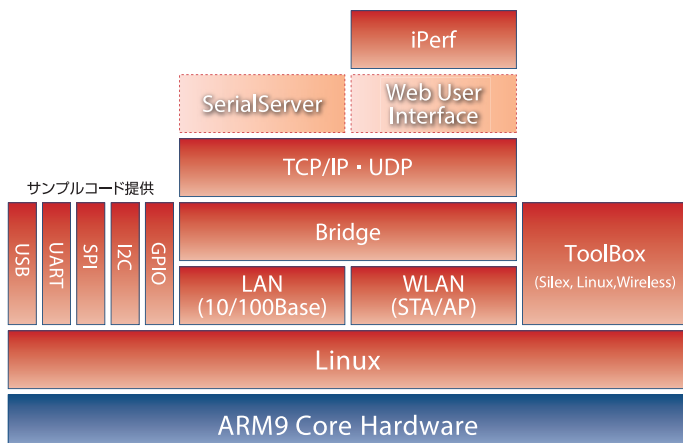 iPerf
SerialServer
Web User
Interface
TCP/IP・UDP
サンプルコード提供
USB
UART
SPI
I2C
GPIO
Bridge
ToolBox
(Silex, Linux,Wireless)
LAN
(10/100Base)
WLAN
(STA/AP)
Linux
ARM9 Core Hardware